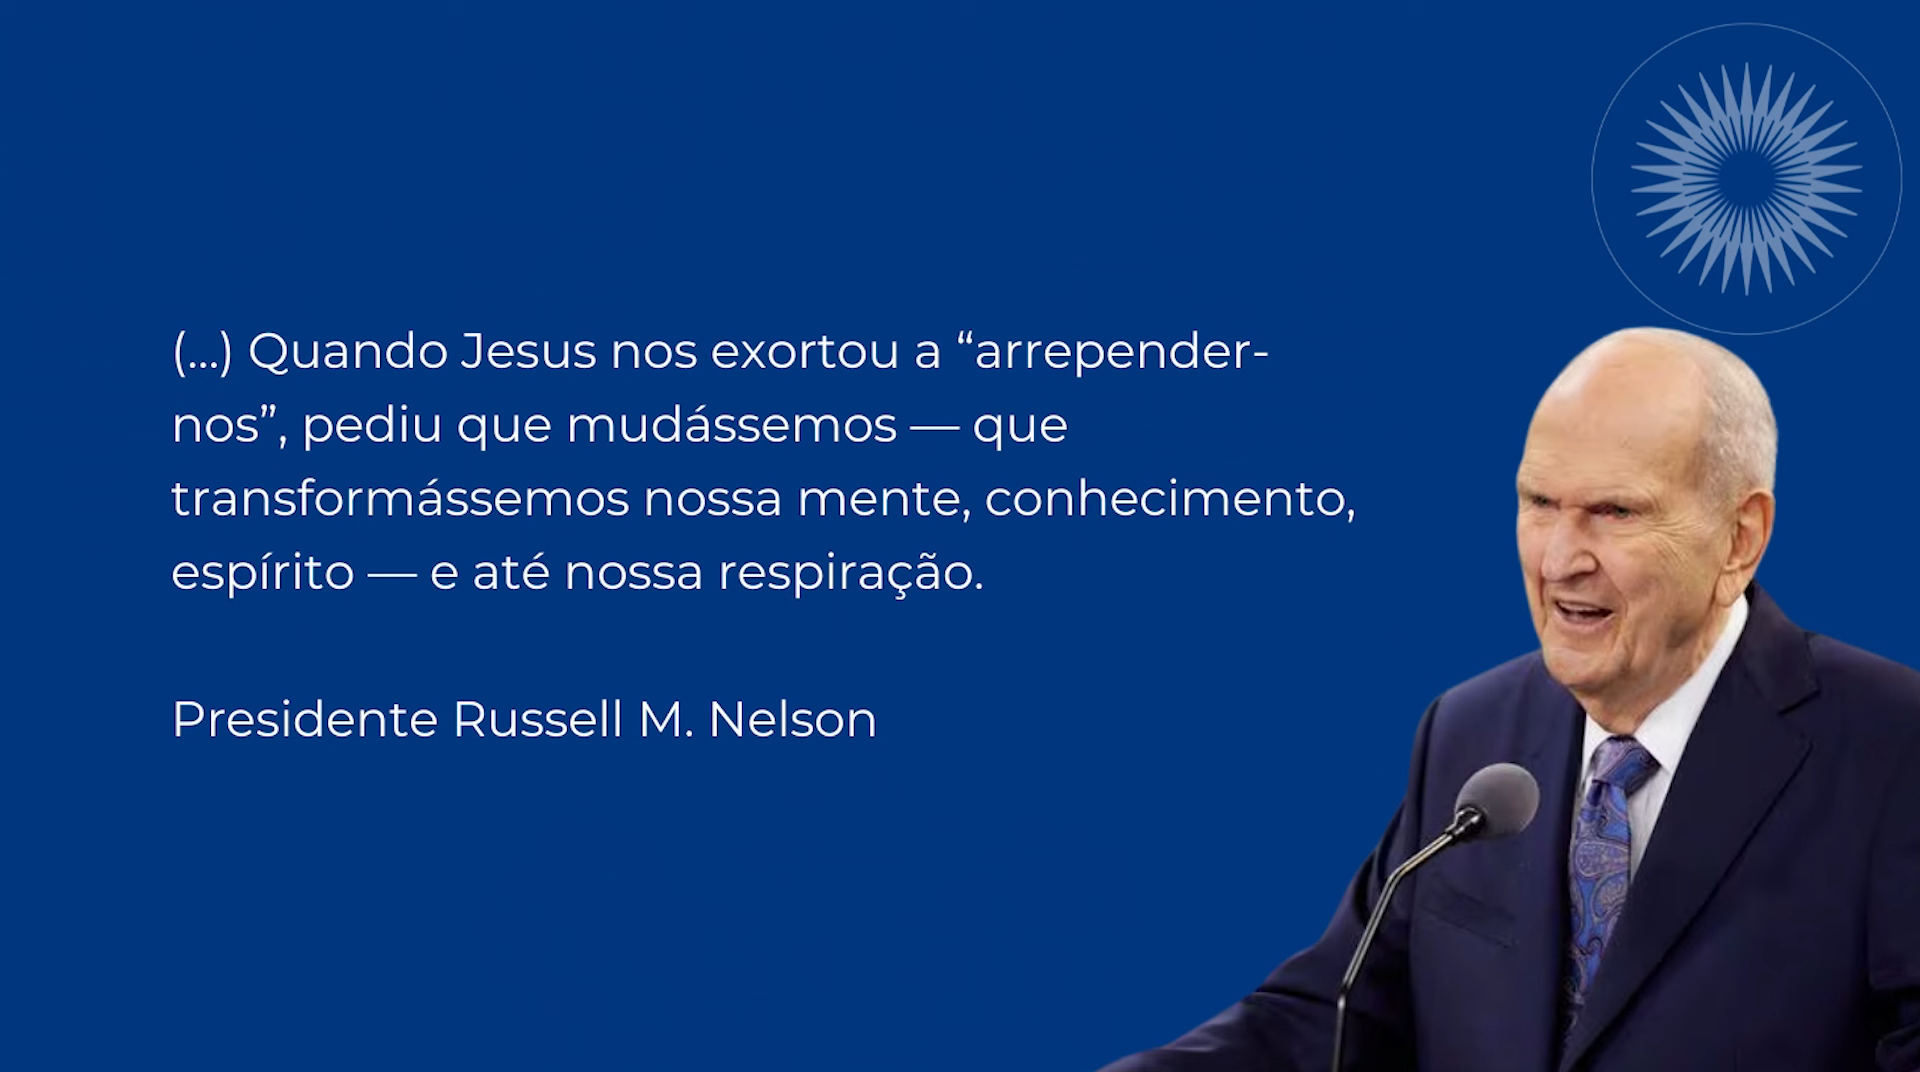 (...) Quando Jesus nos exortou a “arrepender-
nos”, pediu que mudássemos — que
transformássemos nossa mente, conhecimento,
espírito — e até nossa respiração.
Presidente Russell M. Nelson